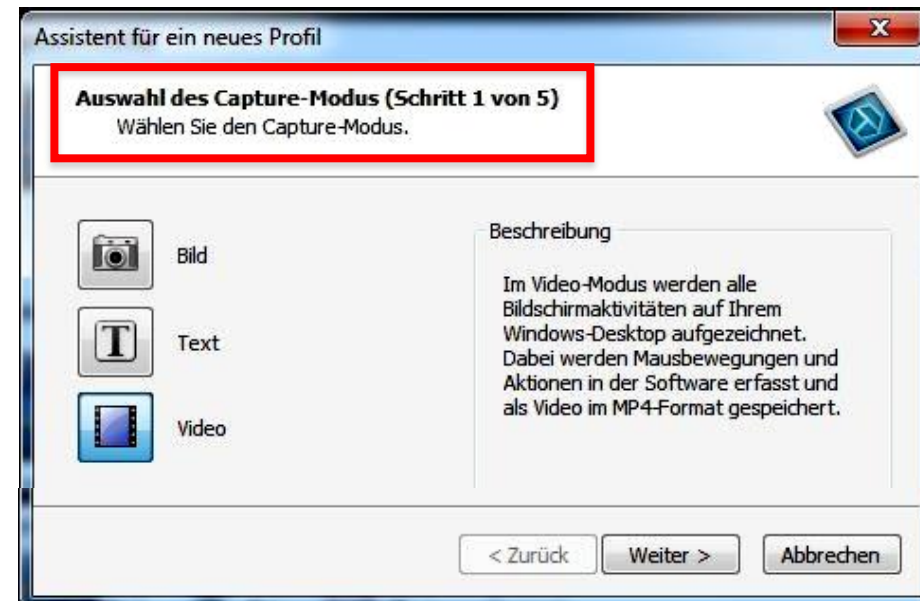 Assistent für ein neues Profil
Auswahl des Capture-Modus (Schritt 1 von 5)
Wählen Sie den Capture-Modus.
Bild
Text
Video
Beschreibung
Im Video-Modus werden alle
Bildschirmaktivitäten auf Ihrem
Windows-Desktop aufgezeichnet.
Dabei werden Mausbewegungen und
Aktionen in der Software erfasst und
als Video im MP4-Format gespeichert.
< Zurück
Weiter >
Abbrechen